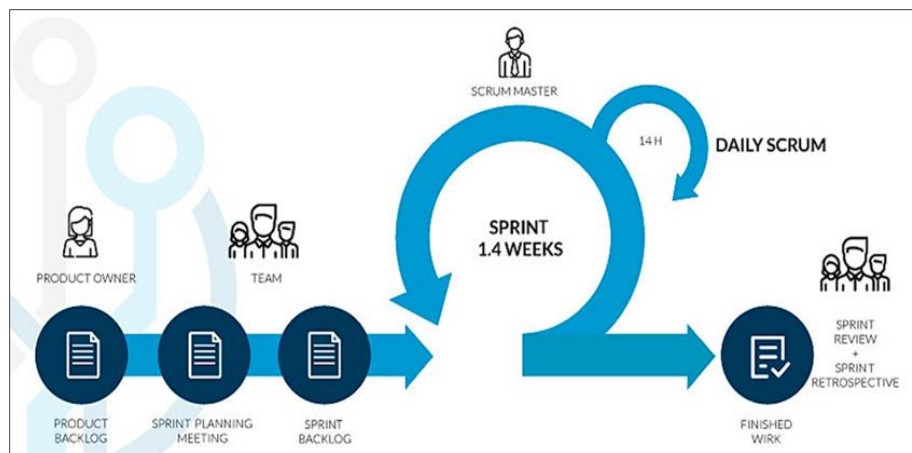 SCRUM MASTER
14 H
DAILY SCRUM
SPRINT
1.4 WEEKS
PRODUCT OWNER
TEAM
PRODUCT
BACKLOG
SPRINT PLANNING
MEETING
SPRINT
BACKLOG
FINISHED
WIRK
SPRINT
REVIEW
+
SPRINT
RETROSPECTIVE